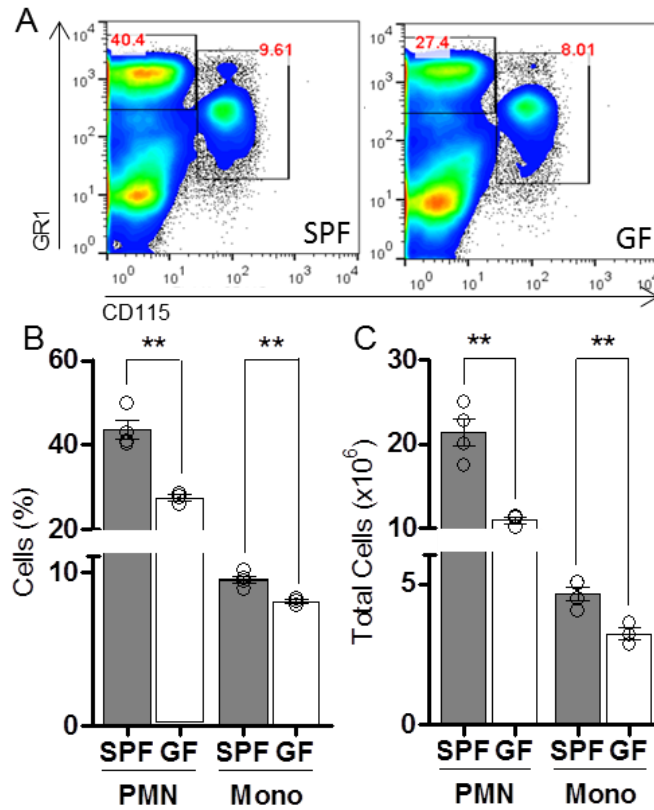 A
40.4
9.61
27.4
8.01
10⁴
10³
10²
10¹
10⁰
GR1
SPF
10⁴
10³
10²
10¹
10⁰
GF
10⁰ 10¹ 10² 10³ 10⁴
10⁰ 10¹ 10² 10³ 10⁴
CD115
B
** **
60
40
20
10
0
Cells (%)
SPF GF SPF GF
PMN Mono
C
** **
30
20
10
5
0
Total Cells (x10⁶)
SPF GF SPF GF
PMN Mono